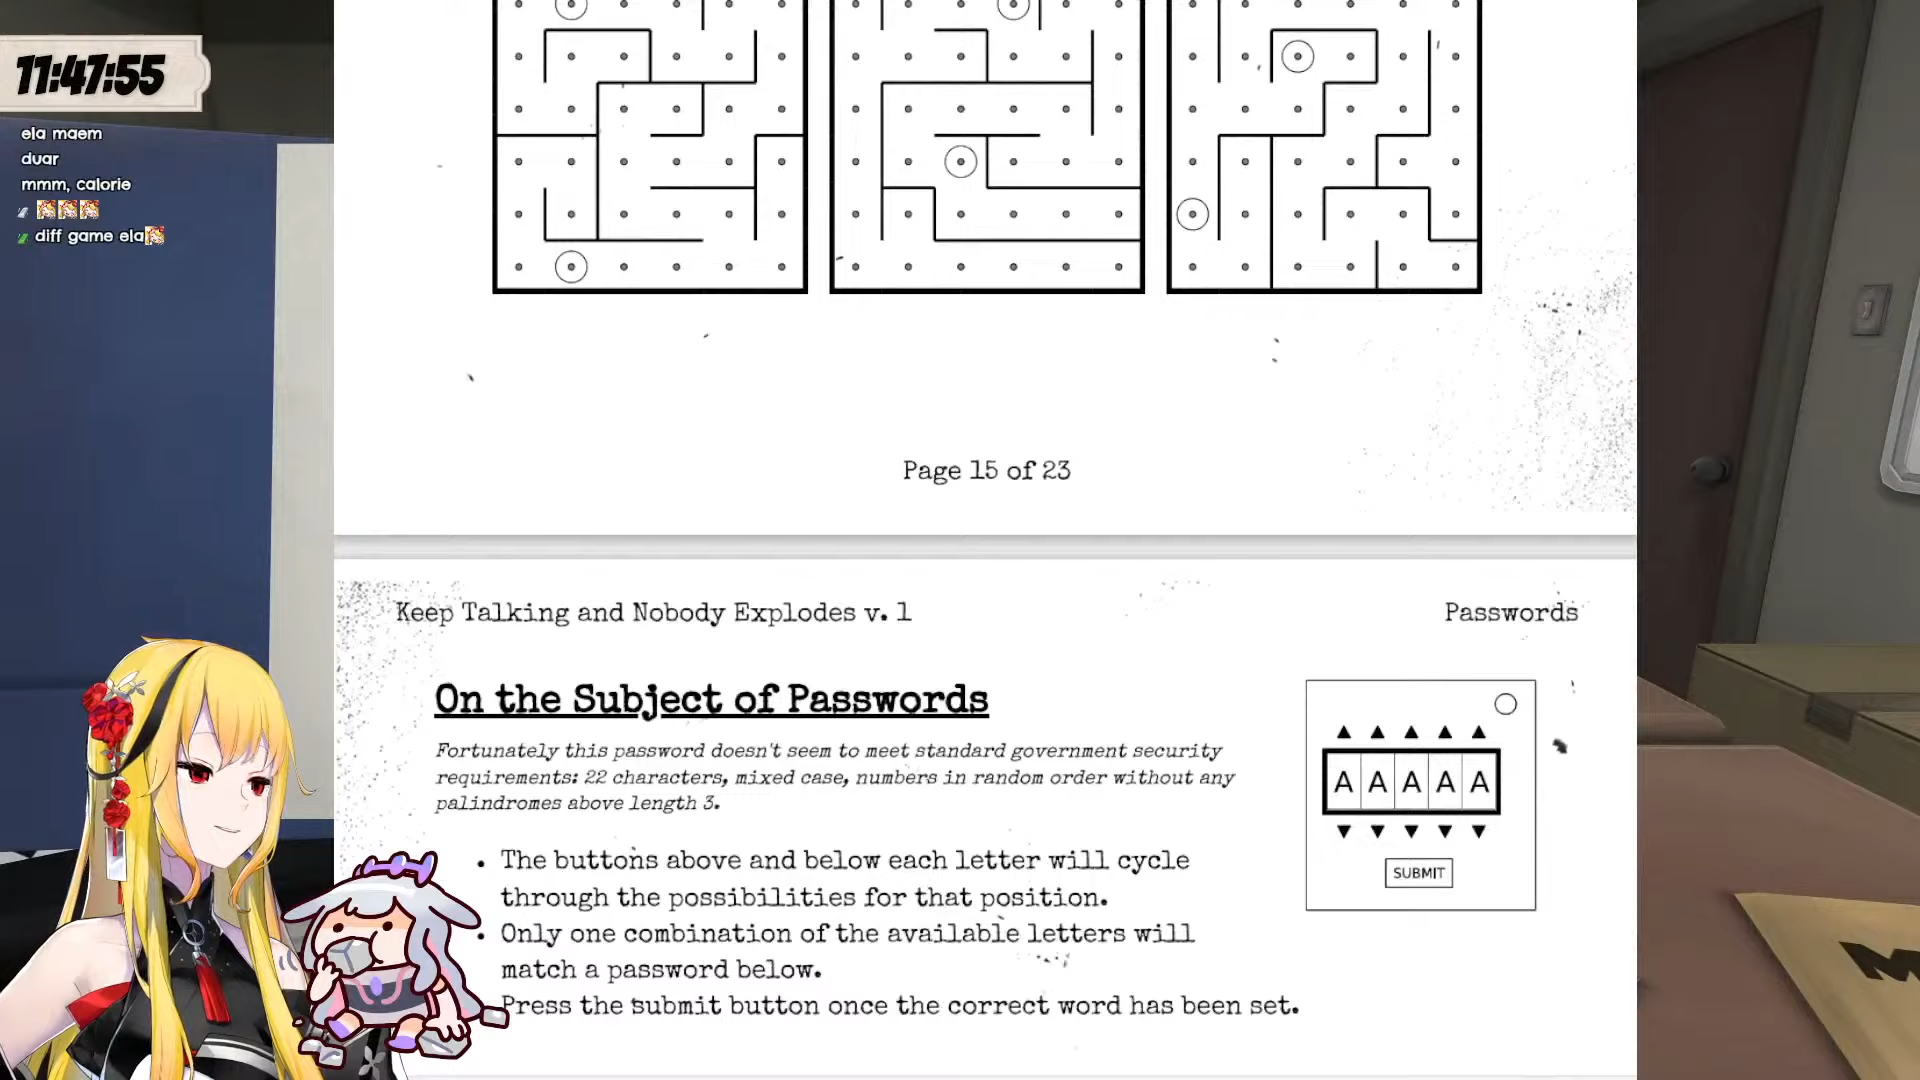 11:47:55
ela maem
duar
mmm, calorie
diff game ela
Page 15 of 23
Keep Talking and Nobody Explodes v. 1
Passwords
On the Subject of Passwords
Fortunately this password doesn't seem to meet standard government security
requirements: 22 characters, mixed case, numbers in random order without any
palindromes above length 3.
A A A A A
SUBMIT
• The buttons above and below each letter will cycle
through the possibilities for that position.
• Only one combination of the available letters will
match a password below.
Press the submit button once the correct word has been set.